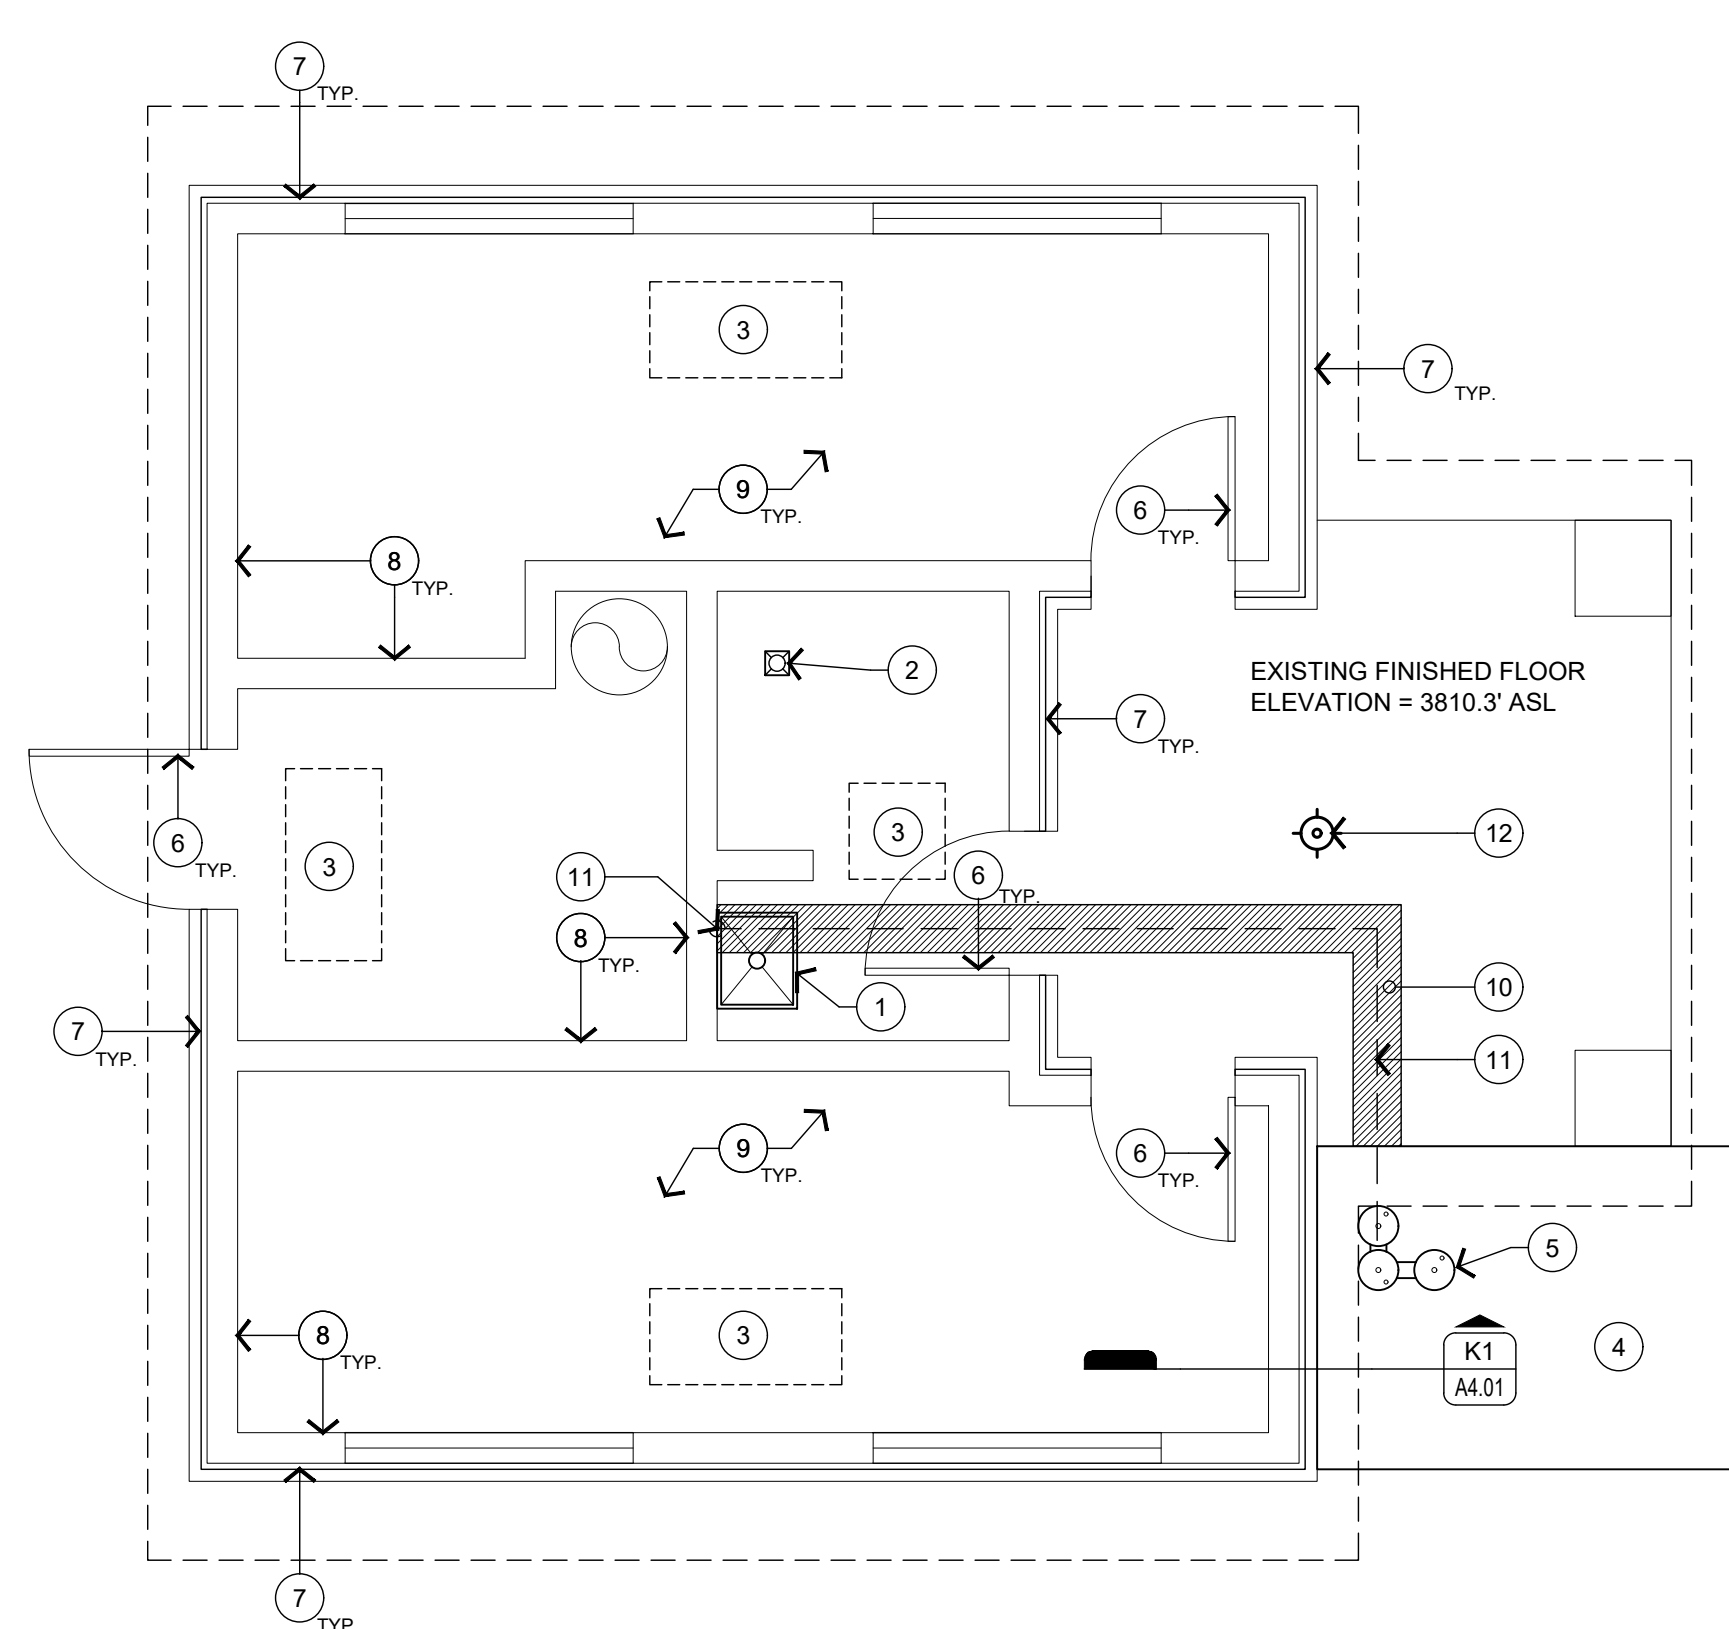 7
TYP.
3
7
TYP.
9
TYP.
6
TYP.
8
TYP.
2
EXISTING FINISHED FLOOR
ELEVATION = 3810.3' ASL
7
TYP.
3
12
6
TYP.
3
11
6
TYP.
8
TYP.
10
1
7
TYP.
11
9
TYP.
6
TYP.
5
8
TYP.
3
K1
A4.01
4
7
TYP.